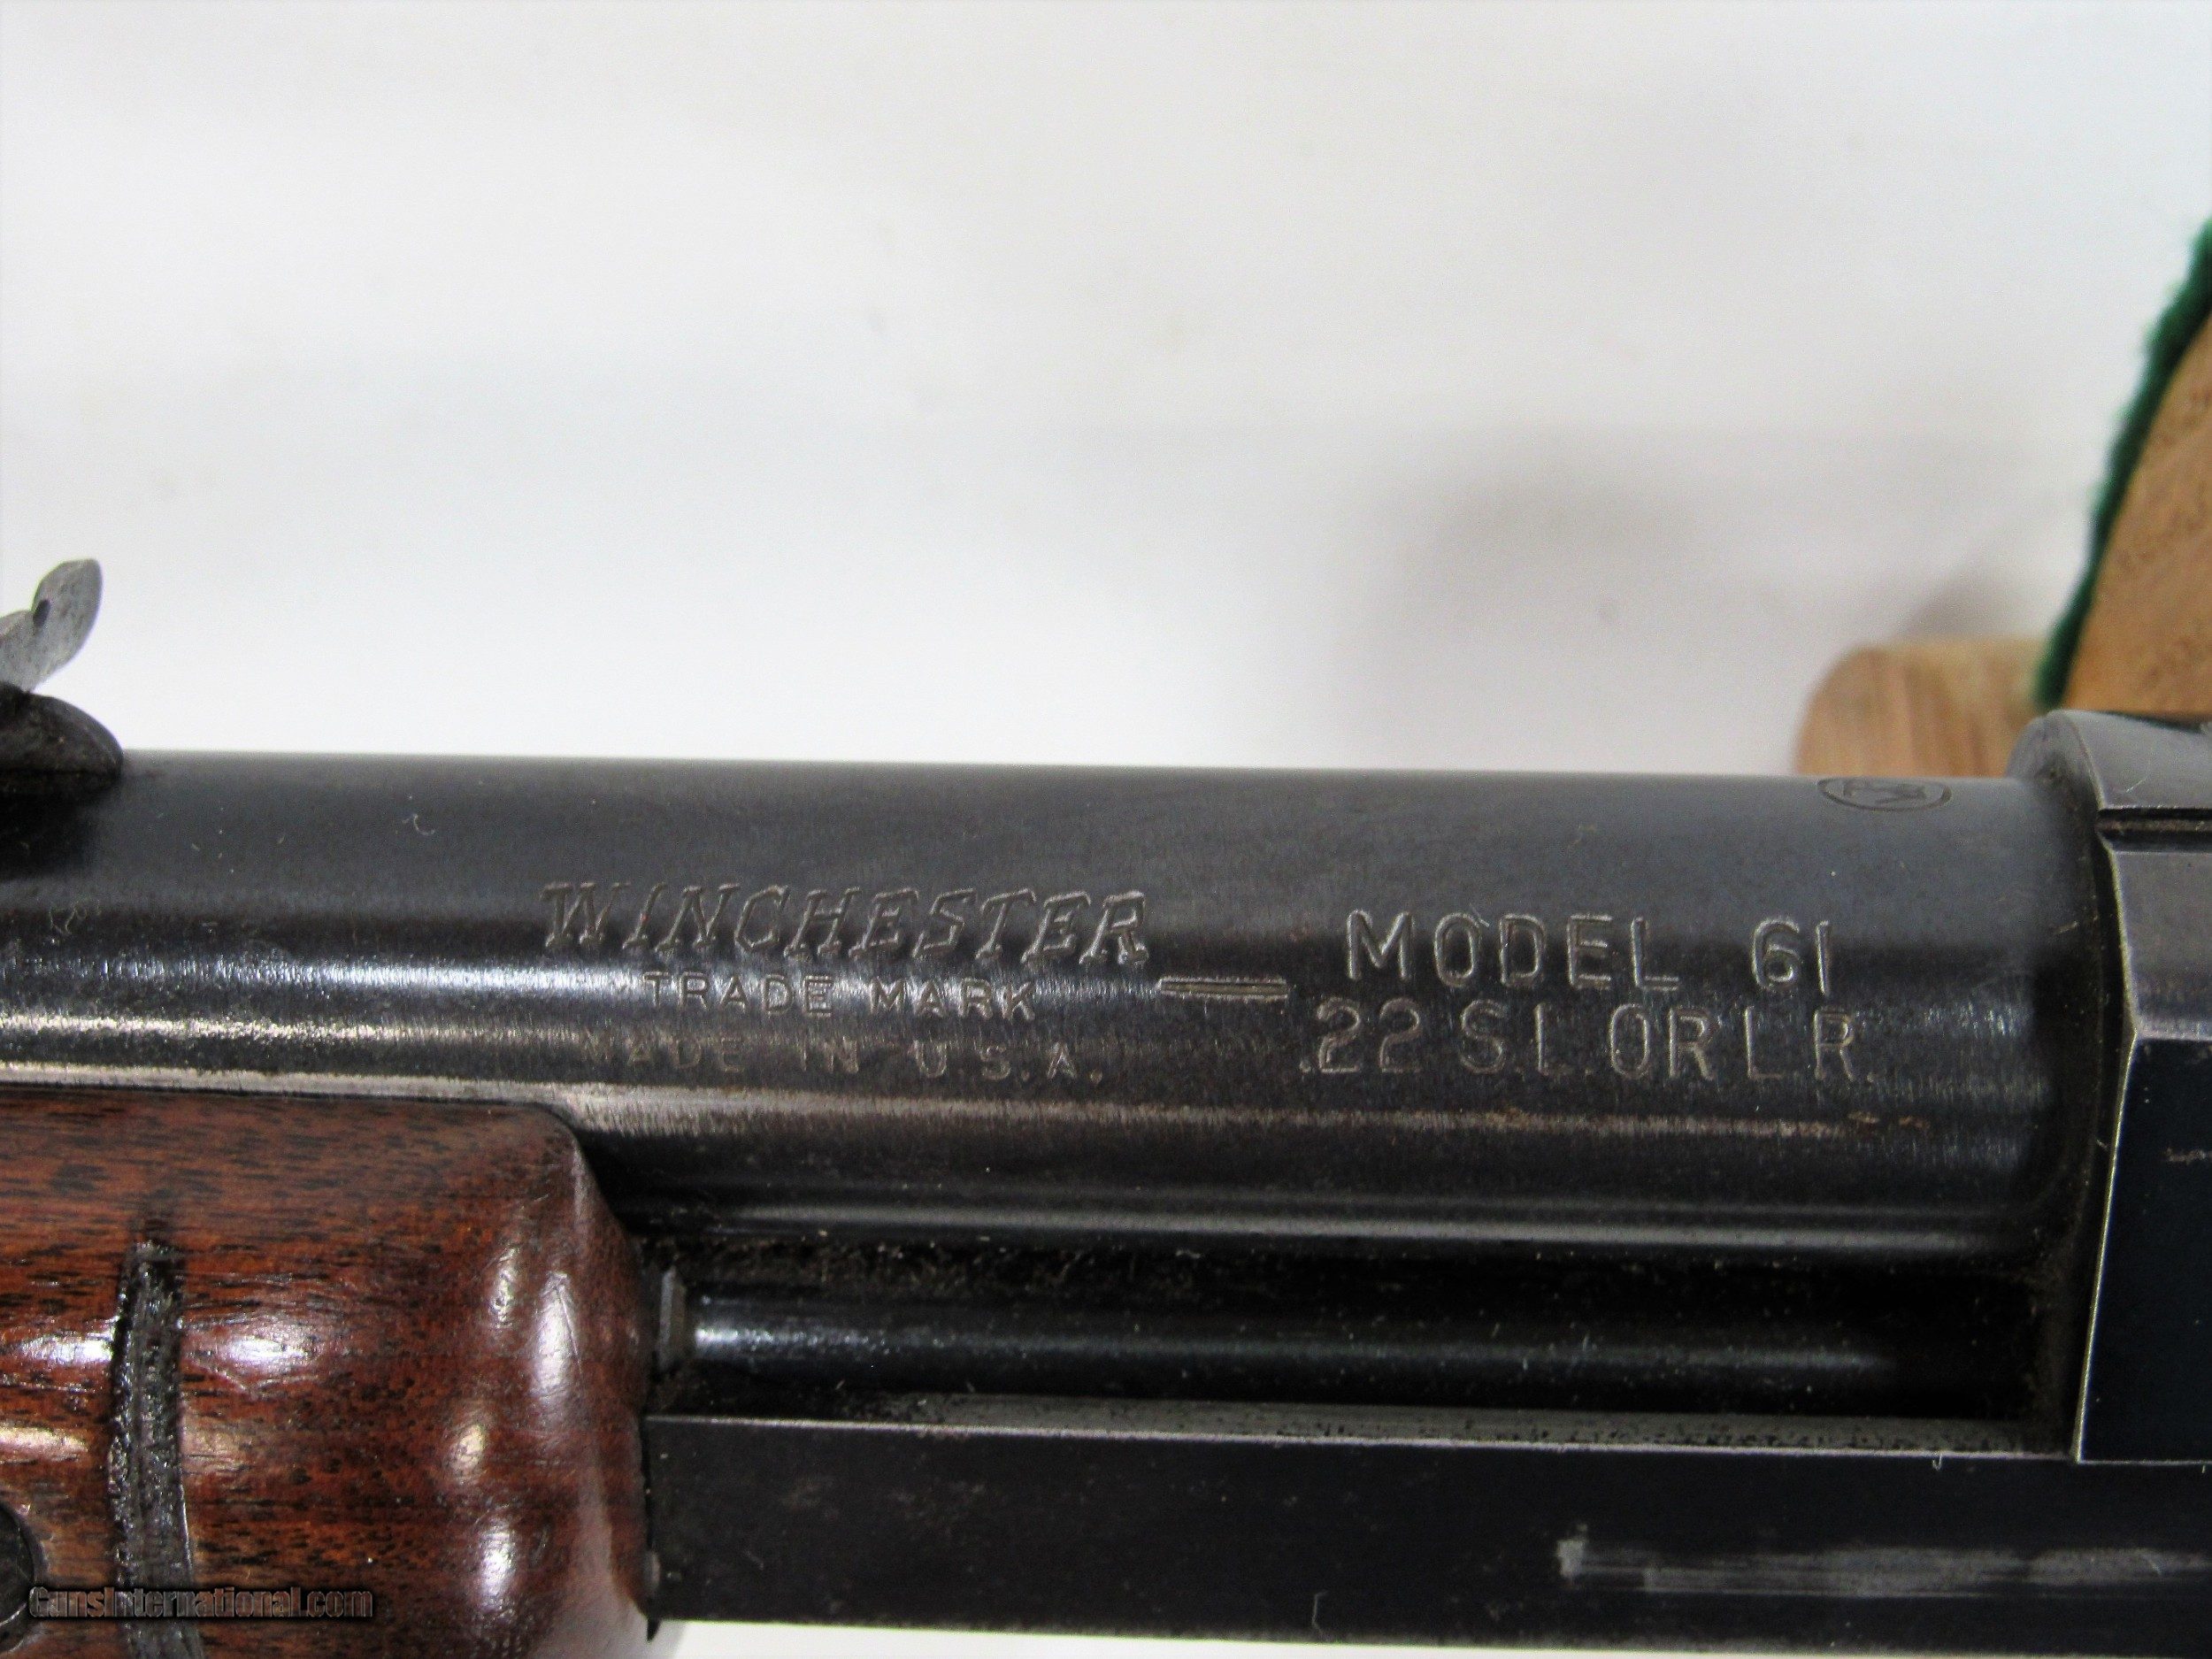 WINCHESTER
TRADE MARK
MADE IN U.S.A.
MODEL 61
.22 S.L.OR L.R.
GunsInternational.com